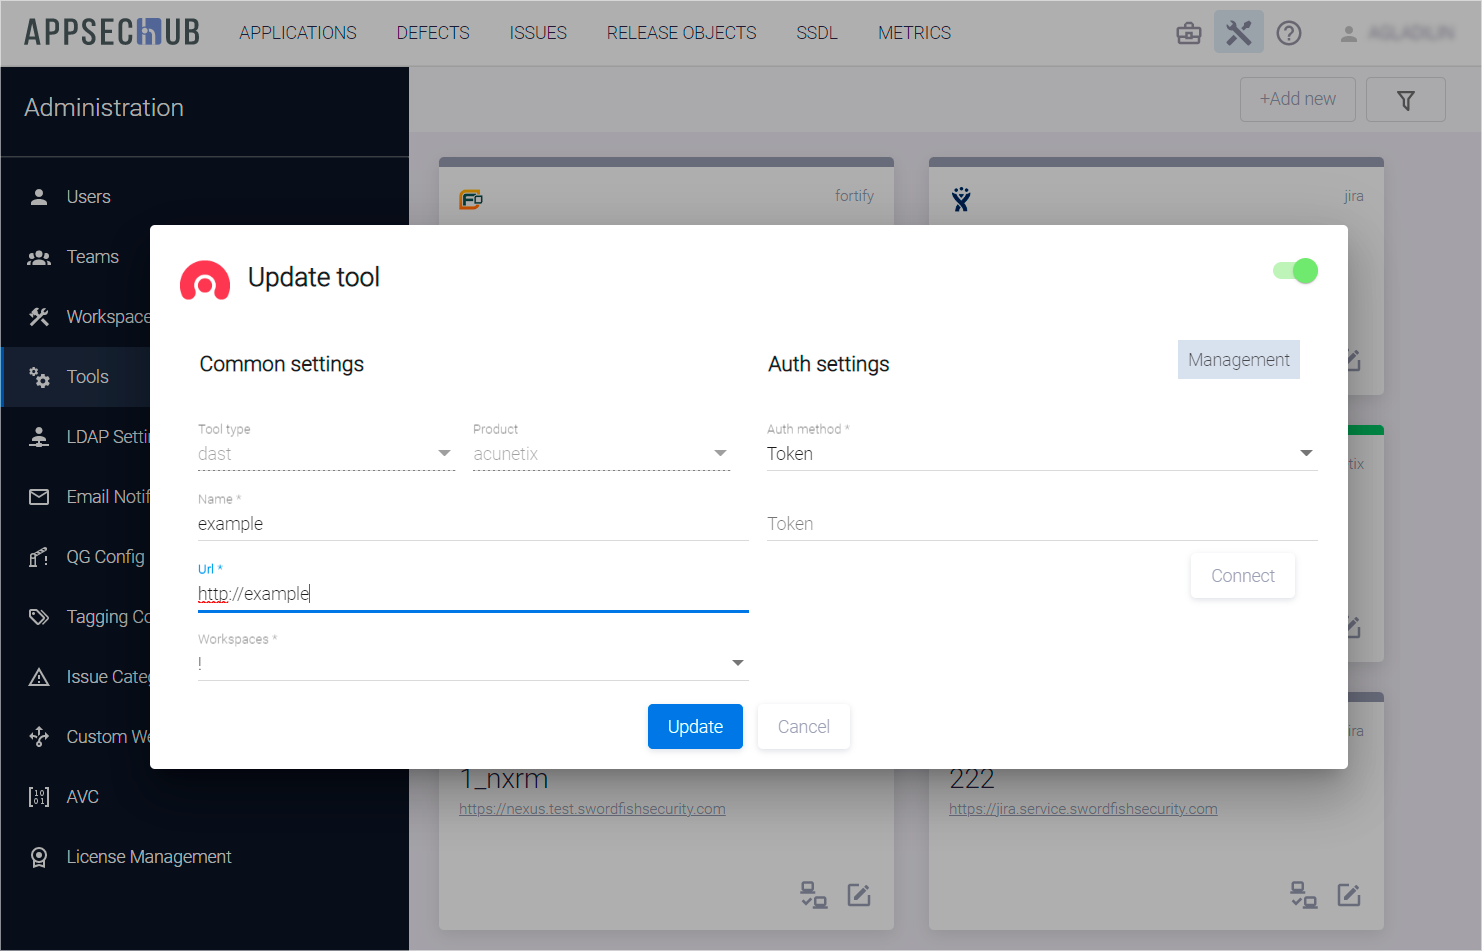 APPSECHUB
APPLICATIONS
DEFECTS
ISSUES
RELEASE OBJECTS
SSDL
METRICS
Administration
+Add new
Users
Teams
Workspace
Tools
LDAP Setti
Email Notif
QG Config
Tagging Co
Issue Categ
Custom We
AVC
License Management
fortify
jira
Update tool
Common settings
Auth settings
Management
Tool type
dast
Product
acunetix
Auth method *
Token
Name *
example
Token
Url *
http://example
Connect
Workspaces *
!
Update
Cancel
tix
ira
1_nxrm
https://nexus.test.swordfishsecurity.com
222
https://jira.service.swordfishsecurity.com